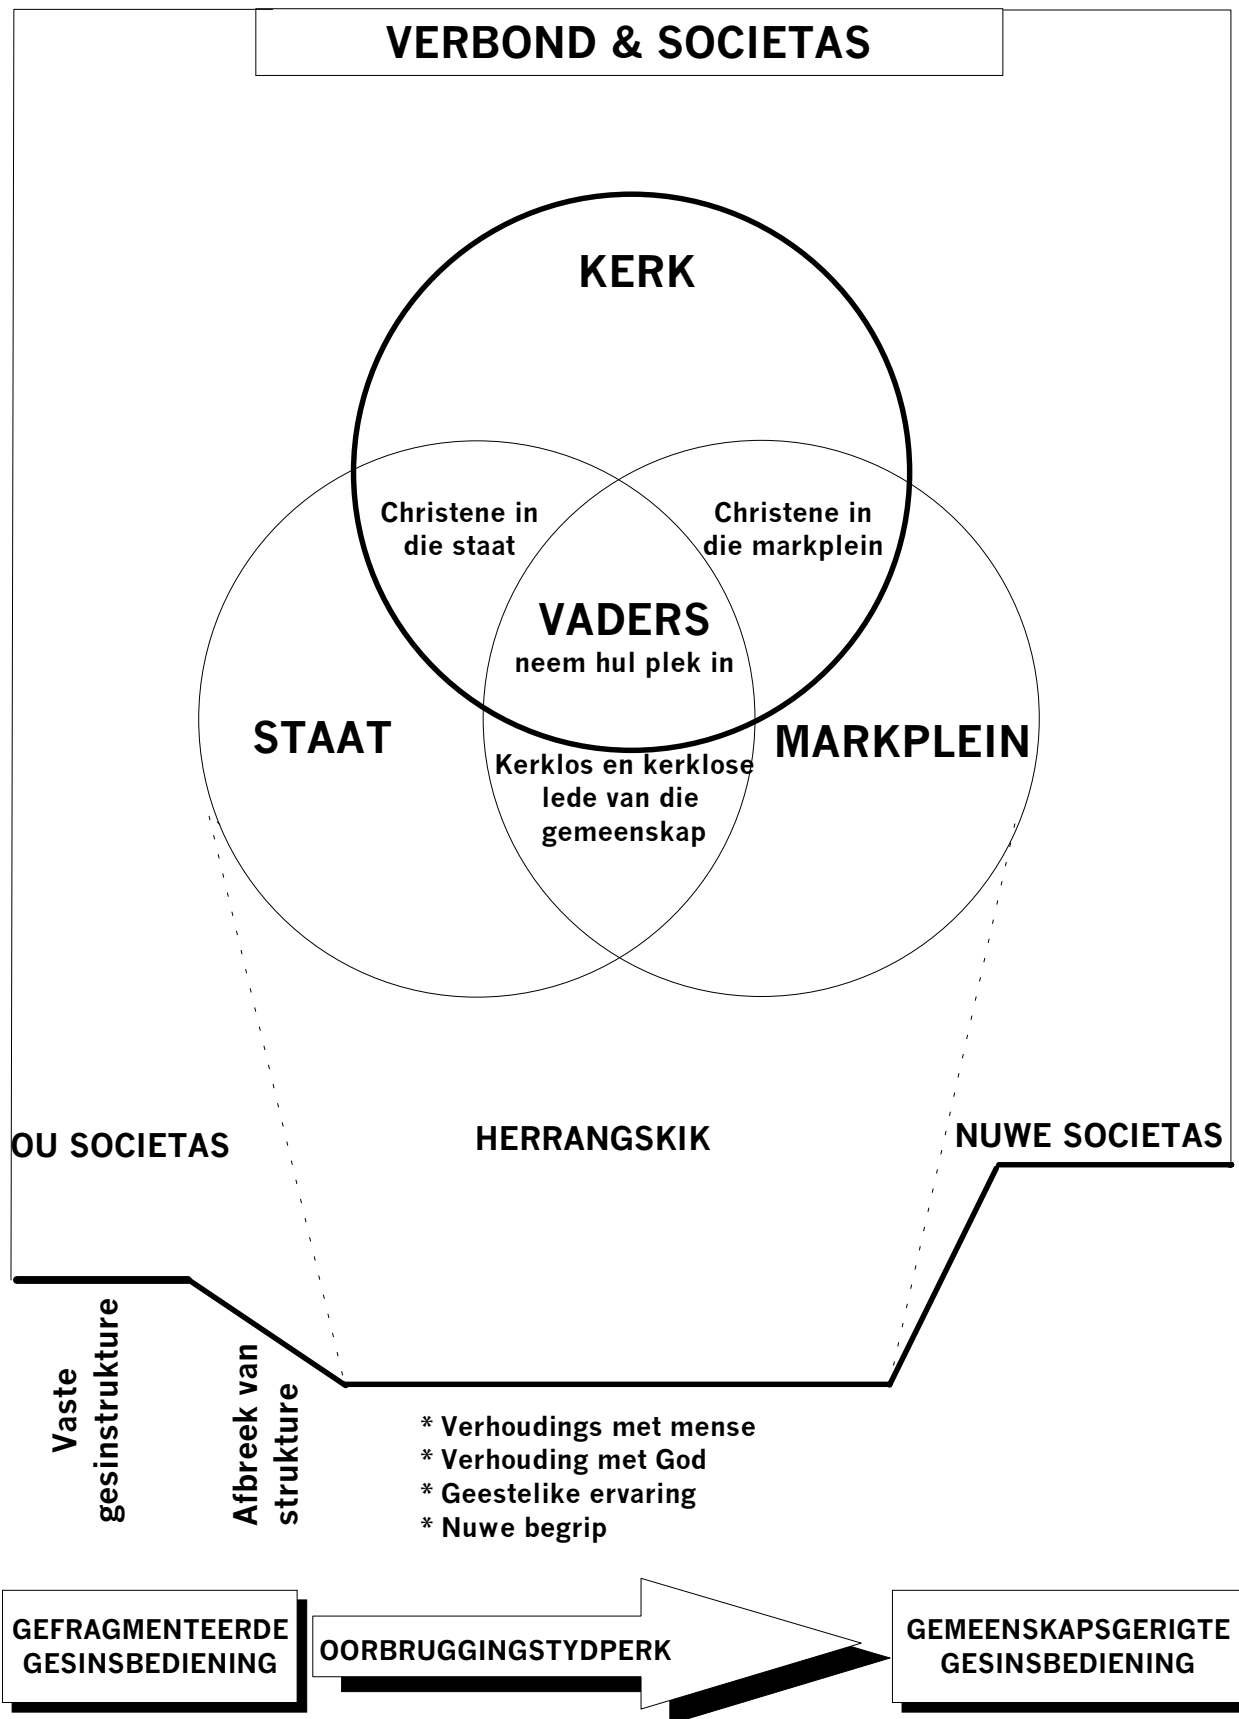 VERBOND & SOCIETAS
KERK
Christene in
die staat
Christene in
die markplein
VADERS
neem hul plek in
STAAT
MARKPLEIN
Kerklos en kerklose
lede van die
gemeenskap
OU SOCIETAS
HERRANGSKIK
NUWE SOCIETAS
Vaste
gesinstrukture
Afbreek van
strukture
* Verhoudings met mense
* Verhouding met God
* Geestelike ervaring
* Nuwe begrip
GEFRAGMENTEERDE
GESINSBEDIENING
OORBRUGGINGSTYDPERK
GEMEENSKAPSGERIGTE
GESINSBEDIENING